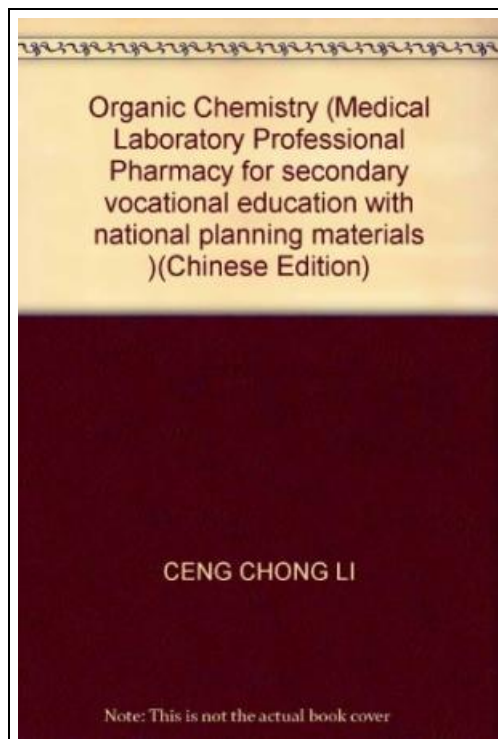 Organic Chemistry (Medical
Laboratory Professional
Pharmacy for secondary
vocational education with
national planning materials
)(Chinese Edition)
CENG CHONG LI
Note: This is not the actual book cover